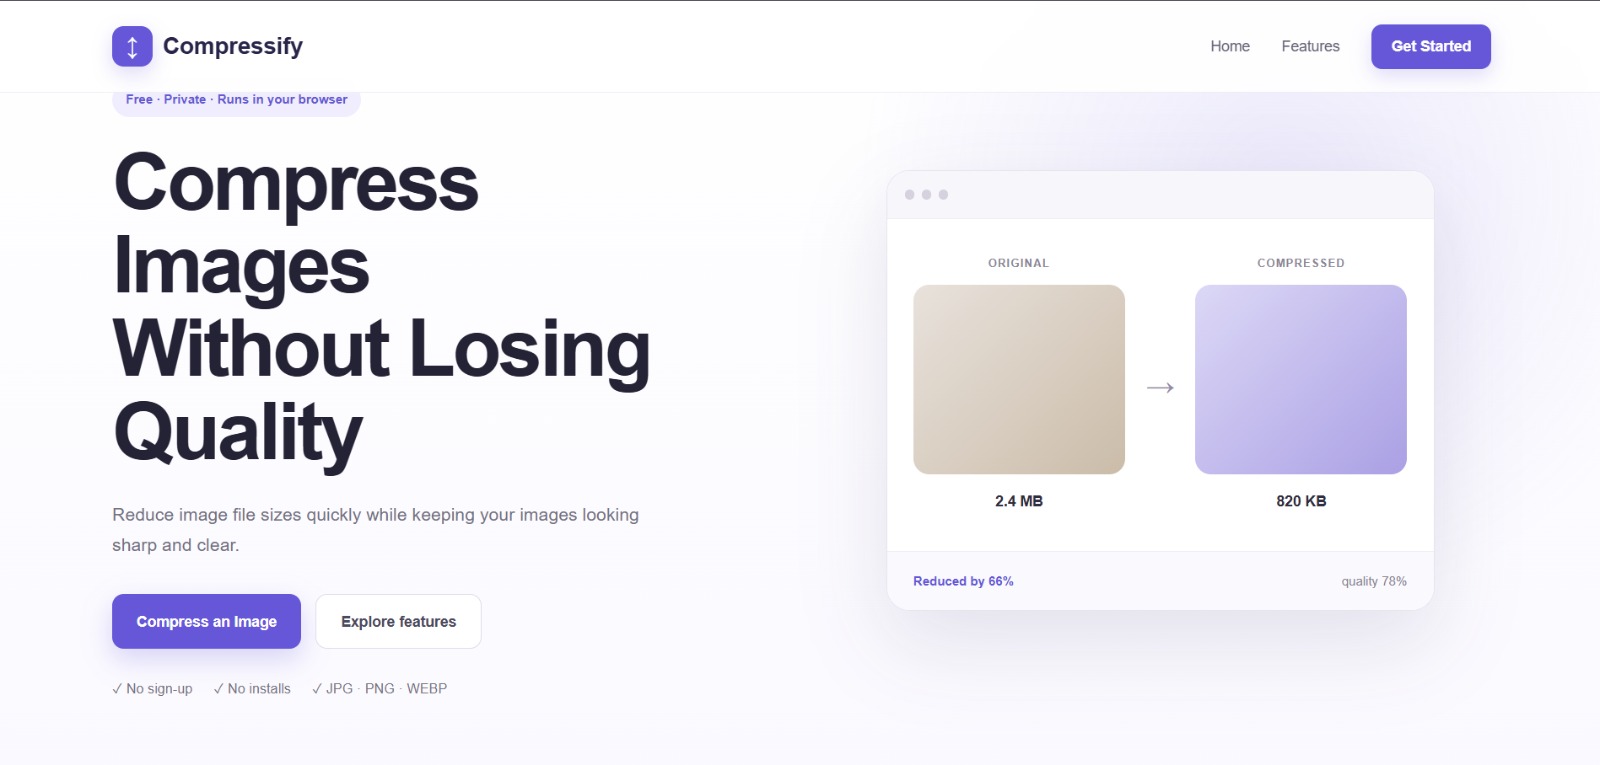 Compressify
Home Features Get Started
Free · Private · Runs in your browser
Compress
Images
Without Losing
Quality
Reduce image file sizes quickly while keeping your images looking
sharp and clear.
Compress an Image Explore features
✓ No sign-up ✓ No installs ✓ JPG · PNG · WEBP
ORIGINAL COMPRESSED
→
2.4 MB 820 KB
Reduced by 66% quality 78%